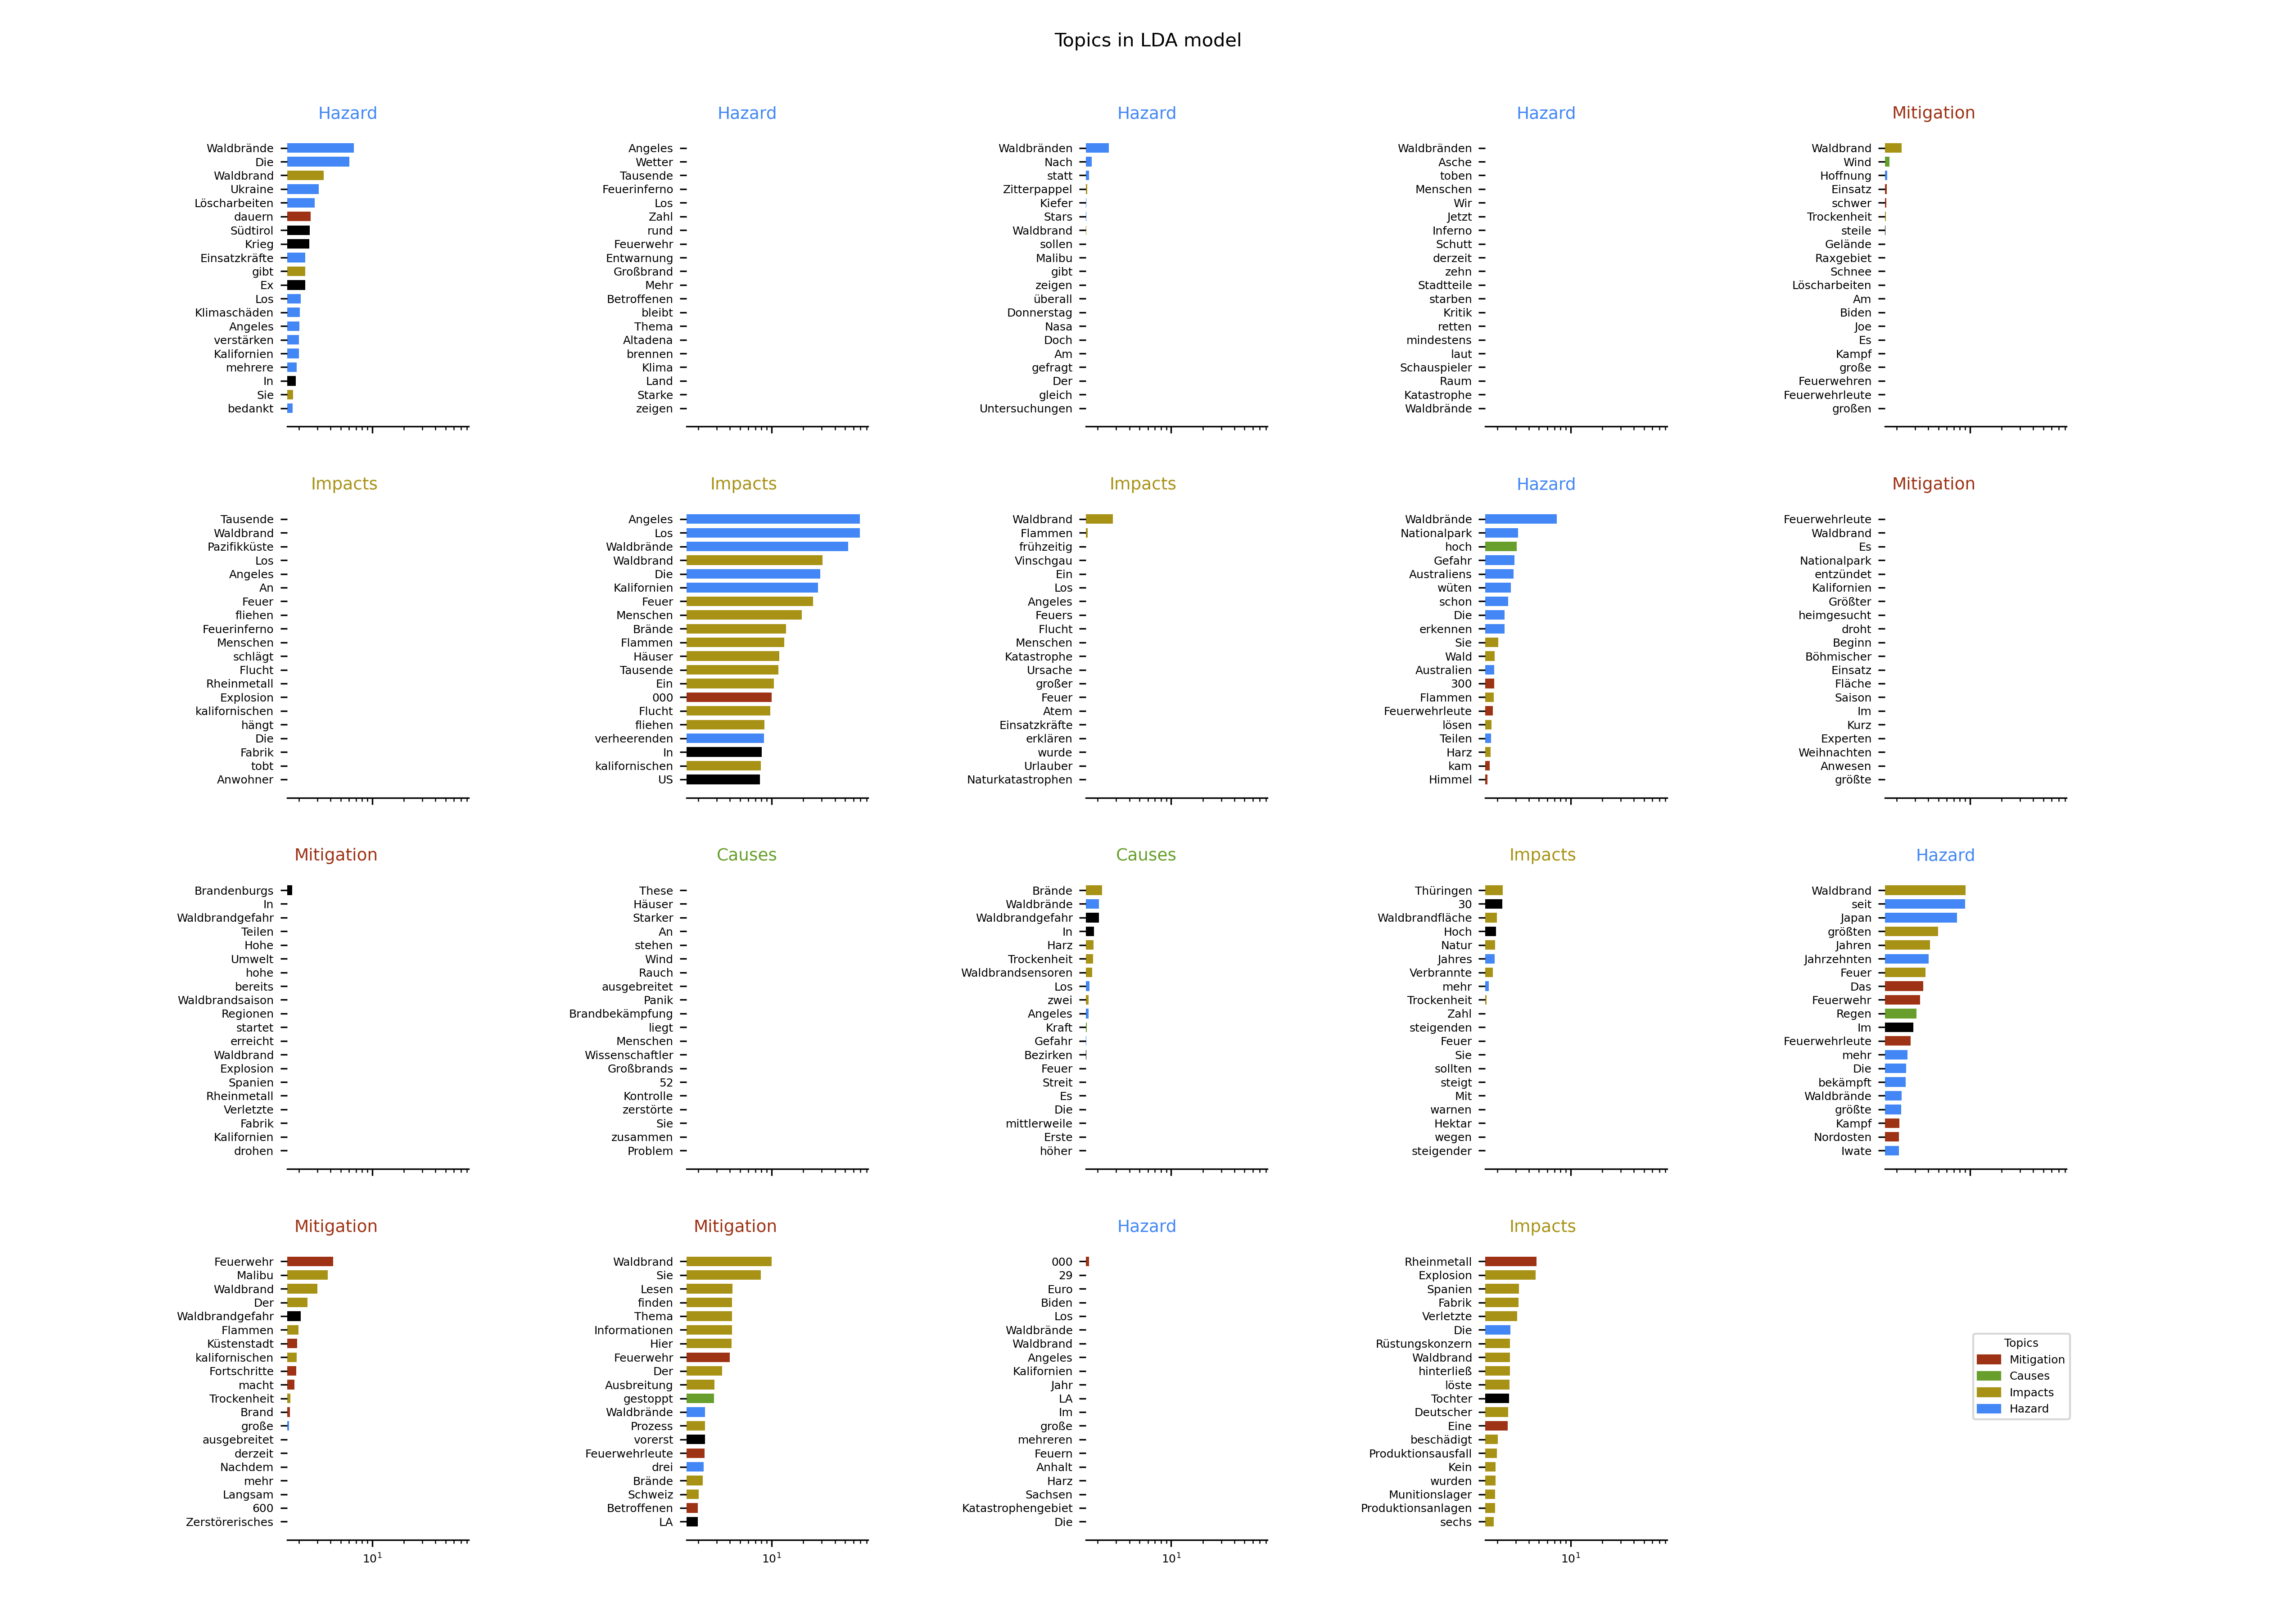 Topics in LDA model
Hazard
Waldbrände
Die
Waldbrand
Ukraine
Löscharbeiten
dauern
Südtirol
Krieg
Einsatzkräfte
gibt
Ex
Los
Klimaschäden
Angeles
verstärken
Kalifornien
mehrere
In
Sie
bedankt
Hazard
Angeles
Wetter
Tausende
Feuerinferno
Los
Zahl
rund
Feuerwehr
Entwarnung
Großbrand
Mehr
Betroffenen
bleibt
Thema
Altadena
brennen
Klima
Land
Starke
zeigen
Hazard
Waldbränden
Nach
statt
Zitterpappel
Kiefer
Stars
Waldbrand
sollen
Malibu
gibt
zeigen
überall
Donnerstag
Nasa
Doch
Am
gefragt
Der
gleich
Untersuchungen
Hazard
Waldbränden
Asche
toben
Menschen
Wir
Jetzt
Inferno
Schutt
derzeit
zehn
Stadtteile
starben
Kritik
retten
mindestens
laut
Schauspieler
Raum
Katastrophe
Waldbrände
Mitigation
Waldbrand
Wind
Hoffnung
Einsatz
schwer
Trockenheit
steile
Gelände
Raxgebiet
Schnee
Löscharbeiten
Am
Biden
Joe
Es
Kampf
große
Feuerwehren
Feuerwehrleute
großen
Impacts
Tausende
Waldbrand
Pazifikküste
Los
Angeles
An
Feuer
fliehen
Feuerinferno
Menschen
schlägt
Flucht
Rheinmetall
Explosion
kalifornischen
hängt
Die
Fabrik
tobt
Anwohner
Impacts
Angeles
Los
Waldbrände
Waldbrand
Die
Kalifornien
Feuer
Menschen
Brände
Flammen
Häuser
Tausende
Ein
000
Flucht
fliehen
verheerenden
In
kalifornischen
US
Impacts
Waldbrand
Flammen
frühzeitig
Vinschgau
Ein
Los
Angeles
Feuers
Flucht
Menschen
Katastrophe
Ursache
großer
Feuer
Atem
Einsatzkräfte
erklären
wurde
Urlauber
Naturkatastrophen
Hazard
Waldbrände
Nationalpark
hoch
Gefahr
Australiens
wüten
schon
Die
erkennen
Sie
Wald
Australien
300
Flammen
Feuerwehrleute
lösen
Teilen
Harz
kam
Himmel
Mitigation
Feuerwehrleute
Waldbrand
Es
Nationalpark
entzündet
Kalifornien
Größter
heimgesucht
droht
Beginn
Böhmischer
Einsatz
Fläche
Saison
Im
Kurz
Experten
Weihnachten
Anwesen
größte
Mitigation
Brandenburgs
In
Waldbrandgefahr
Teilen
Hohe
Umwelt
hohe
bereits
Waldbrandsaison
Regionen
startet
erreicht
Waldbrand
Explosion
Spanien
Rheinmetall
Verletzte
Fabrik
Kalifornien
drohen
Causes
These
Häuser
Starker
An
stehen
Wind
Rauch
ausgebreitet
Panik
Brandbekämpfung
liegt
Menschen
Wissenschaftler
Großbrands
52
Kontrolle
zerstörte
Sie
zusammen
Problem
Causes
Brände
Waldbrände
Waldbrandgefahr
In
Harz
Trockenheit
Waldbrandsensoren
Los
zwei
Angeles
Kraft
Gefahr
Bezirken
Feuer
Streit
Es
Die
mittlerweile
Erste
höher
Impacts
Thüringen
30
Waldbrandfläche
Hoch
Natur
Jahres
Verbrannte
mehr
Trockenheit
Zahl
steigenden
Feuer
Sie
sollten
steigt
Mit
warnen
Hektar
wegen
steigender
Hazard
Waldbrand
seit
Japan
größten
Jahren
Jahrzehnten
Feuer
Das
Feuerwehr
Regen
Im
Feuerwehrleute
mehr
Die
bekämpft
Waldbrände
größte
Kampf
Nordosten
Iwate
Mitigation
Feuerwehr
Malibu
Waldbrand
Der
Waldbrandgefahr
Flammen
Küstenstadt
kalifornischen
Fortschritte
macht
Trockenheit
Brand
große
ausgebreitet
derzeit
Nachdem
mehr
Langsam
600
Zerstörerisches
10¹
Mitigation
Waldbrand
Sie
Lesen
finden
Thema
Informationen
Hier
Feuerwehr
Der
Ausbreitung
gestoppt
Waldbrände
Prozess
vorerst
Feuerwehrleute
drei
Brände
Schweiz
Betroffenen
LA
10¹
Hazard
000
29
Euro
Biden
Los
Waldbrände
Waldbrand
Angeles
Kalifornien
Jahr
LA
Im
große
mehreren
Feuern
Anhalt
Harz
Sachsen
Katastrophengebiet
Die
10¹
Impacts
Rheinmetall
Explosion
Spanien
Fabrik
Verletzte
Die
Rüstungskonzern
Waldbrand
hinterließ
löste
Tochter
Deutscher
Eine
beschädigt
Produktionsausfall
Kein
wurden
Munitionslager
Produktionsanlagen
sechs
10¹
Topics
Mitigation
Causes
Impacts
Hazard